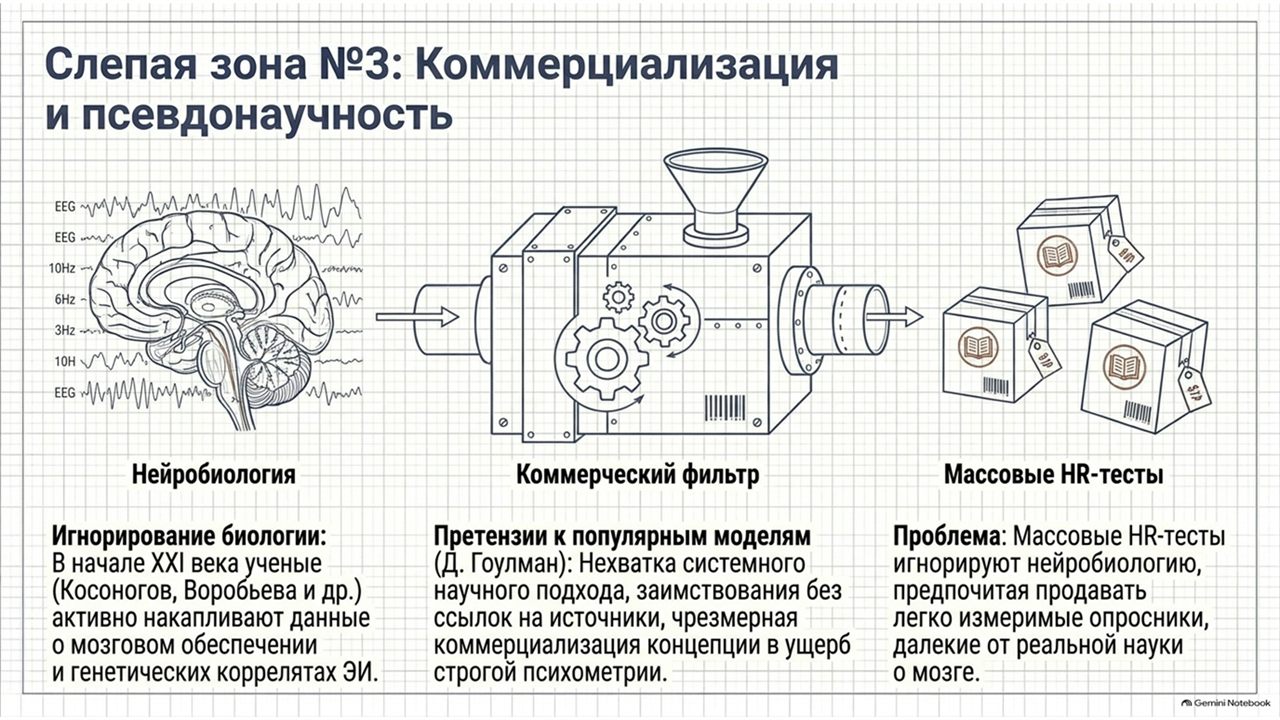 Слепая зона №3: Коммерциализация
и псевдонаучность
EEG
EEG
10Hz
6Hz
3Hz
10H
EEG
Нейробиология
Коммерческий фильтр
Массовые HR-тесты
Игнорирование биологии:
В начале XXI века ученые
(Косоногов, Воробьева и др.)
активно накапливают данные
о мозговом обеспечении
и генетических коррелятах ЭИ.
Претензии к популярным моделям
(Д. Гоулман): Нехватка системного
научного подхода, заимствования без
ссылок на источники, чрезмерная
коммерциализация концепции в ущерб
строгой психометрии.
Проблема: Массовые HR-тесты
игнорируют нейробиологию,
предпочитая продавать
легко измеримые опросники,
далекие от реальной науки
о мозге.
Gemini Notebook